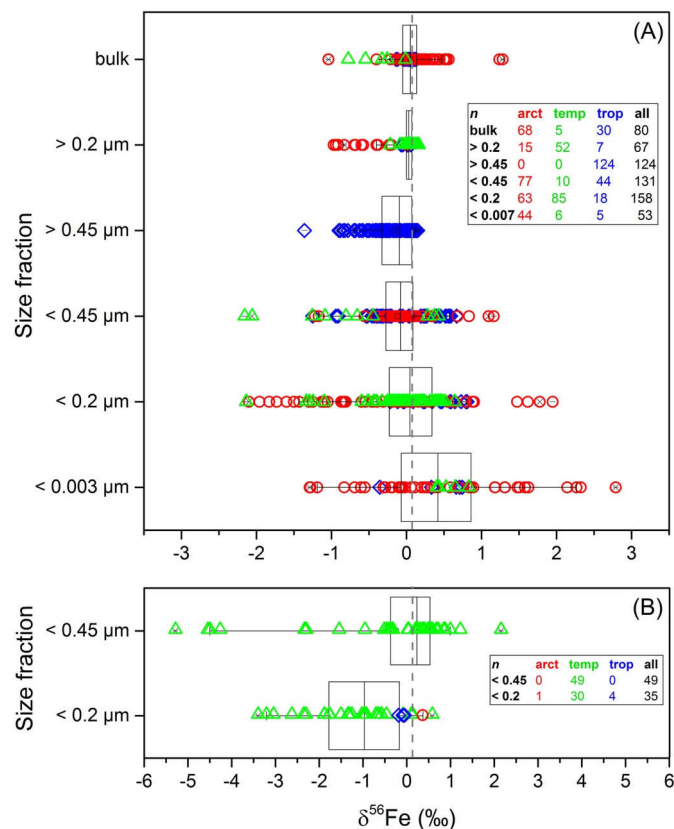 (A)
bulk
> 0.2 µm
> 0.45 µm
< 0.45 µm
< 0.2 µm
< 0.003 µm
Size fraction
n arct temp trop all
bulk 68 5 30 80
> 0.2 15 52 7 67
> 0.45 0 0 124 124
< 0.45 77 10 44 131
< 0.2 63 85 18 158
< 0.007 44 6 5 53
-3 -2 -1 0 1 2 3
(B)
< 0.45 µm
< 0.2 µm
Size fraction
n arct temp trop all
< 0.45 0 49 0 49
< 0.2 1 30 4 35
-6 -5 -4 -3 -2 -1 0 1 2 3 4 5 6
δ⁵⁶Fe (‰)